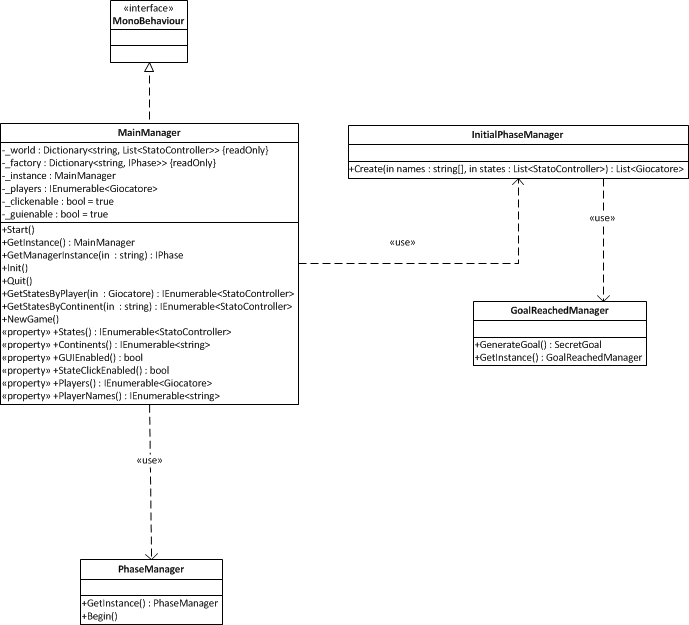 «interface»
MonoBehaviour
MainManager
-_world : Dictionary<string, List<StatoController>> {readOnly}
-_factory : Dictionary<string, IPhase>> {readOnly}
-_instance : MainManager
-_players : IEnumerable<Giocatore>
-_clickenable : bool = true
-_guienable : bool = true
+Start()
+GetInstance() : MainManager
+GetManagerInstance(in  : string) : IPhase
+Init()
+Quit()
+GetStatesByPlayer(in  : Giocatore) : IEnumerable<StatoController>
+GetStatesByContinent(in  : string) : IEnumerable<StatoController>
+NewGame()
«property» +States() : IEnumerable<StatoController>
«property» +Continents() : IEnumerable<string>
«property» +GUIEnabled() : bool
«property» +StateClickEnabled() : bool
«property» +Players() : IEnumerable<Giocatore>
«property» +PlayerNames() : IEnumerable<string>
InitialPhaseManager
+Create(in names : string[], in states : List<StatoController>) : List<Giocatore>
«use»
«use»
GoalReachedManager
+GenerateGoal() : SecretGoal
+GetInstance() : GoalReachedManager
«use»
PhaseManager
+GetInstance() : PhaseManager
+Begin()